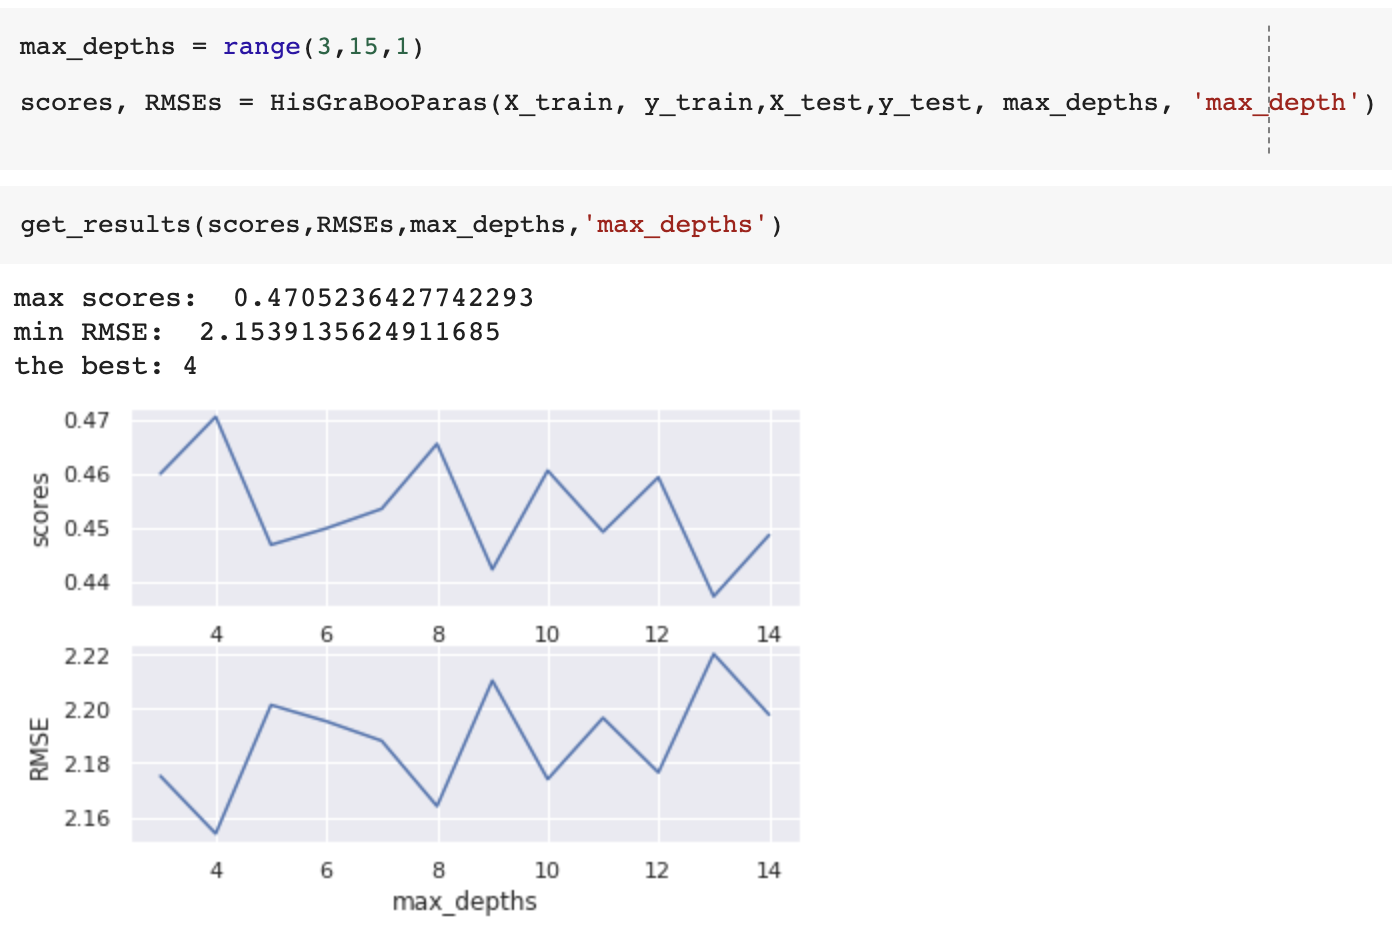 max_depths = range(3,15,1)
scores, RMSEs = HisGraBooParas(X_train, y_train,X_test,y_test, max_depths, 'max_depth')
get_results(scores,RMSEs,max_depths,'max_depths')
max scores:  0.4705236427742293
min RMSE:  2.1539135624911685
the best: 4
0.47
0.46
0.45
0.44
scores
4 6 8 10 12 14
2.22
2.20
2.18
2.16
RMSE
4 6 8 10 12 14
max_depths